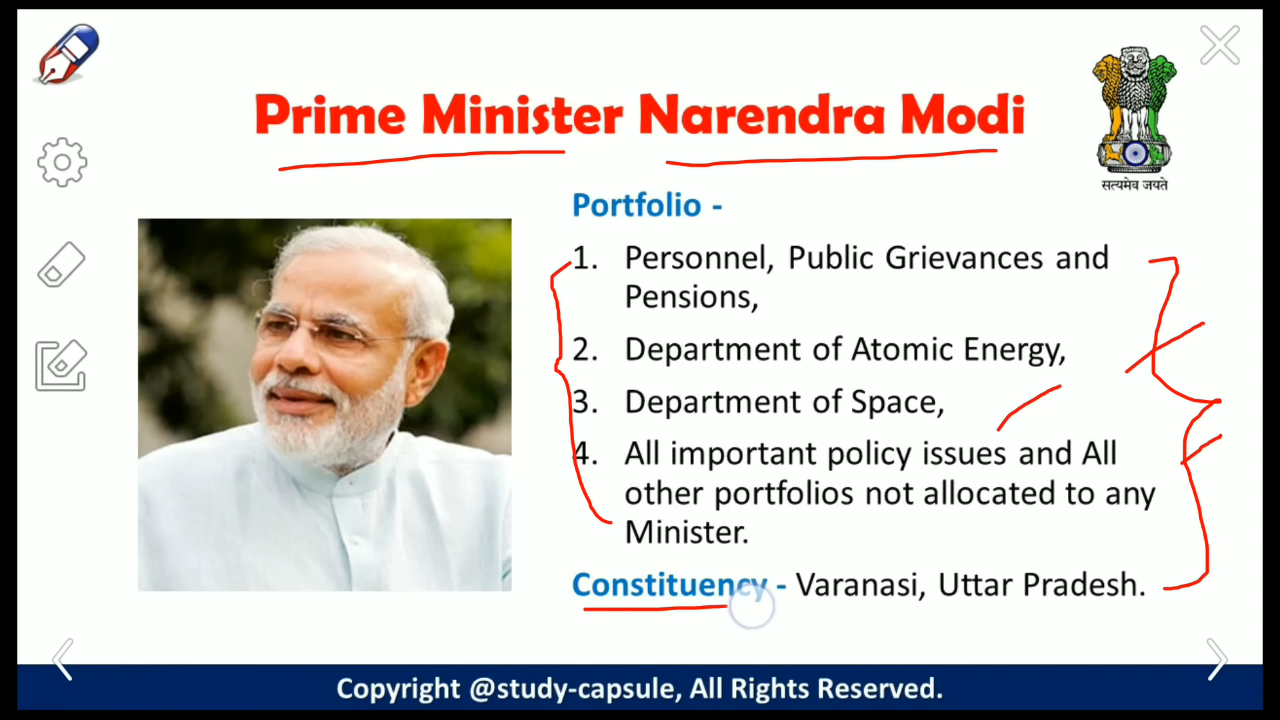 Prime Minister Narendra Modi
सत्यमेव जयते
Portfolio -
1. Personnel, Public Grievances and
Pensions,
2. Department of Atomic Energy,
3. Department of Space,
4. All important policy issues and All
other portfolios not allocated to any
Minister.
Constituency - Varanasi, Uttar Pradesh.
Copyright @study-capsule, All Rights Reserved.